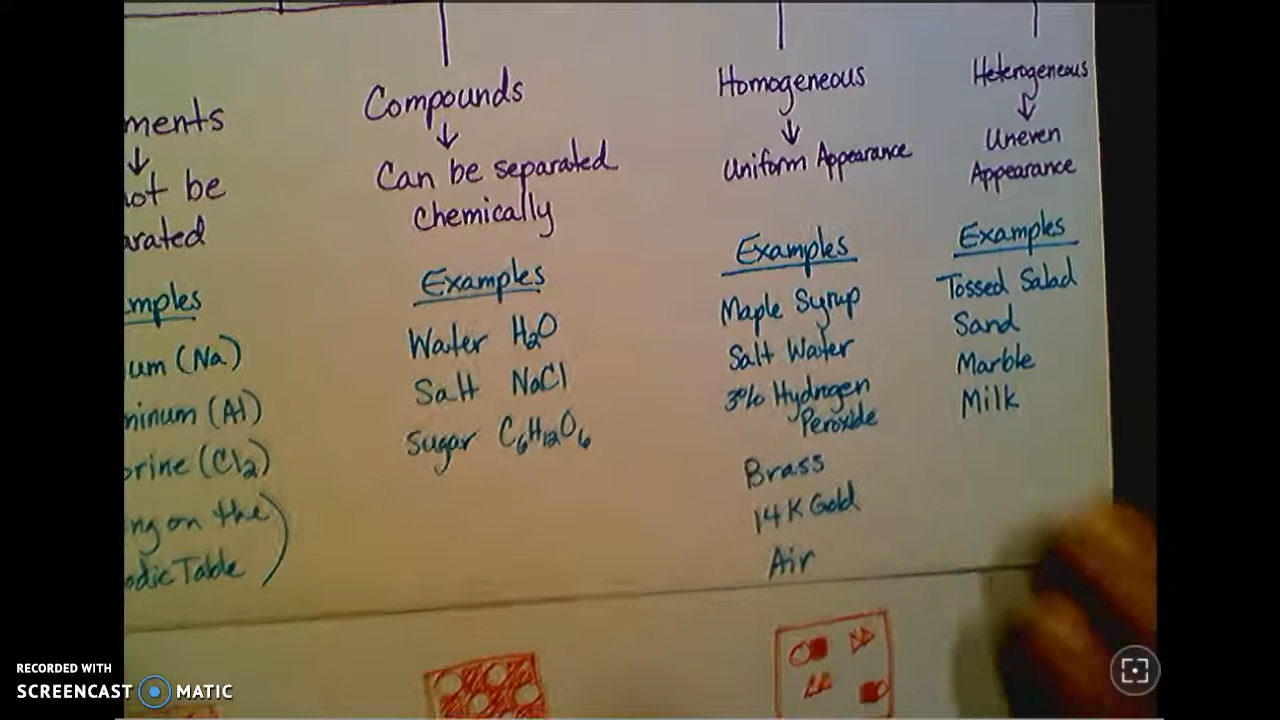 ments
not be
arated
mples
um (Na)
minum (Al)
orine (Cl₂)
ng on the
odic Table)
Compounds
↓
Can be separated
chemically
Examples
Water H₂O
Salt NaCl
Sugar C₆H₁₂O₆
Homogeneous
↓
Uniform Appearance
Examples
Maple Syrup
Salt Water
3% Hydrogen
Peroxide
Brass
14K Gold
Air
Heterogeneous
↓
Uneven
Appearance
Examples
Tossed Salad
Sand
Marble
Milk
RECORDED WITH
SCREENCAST MATIC